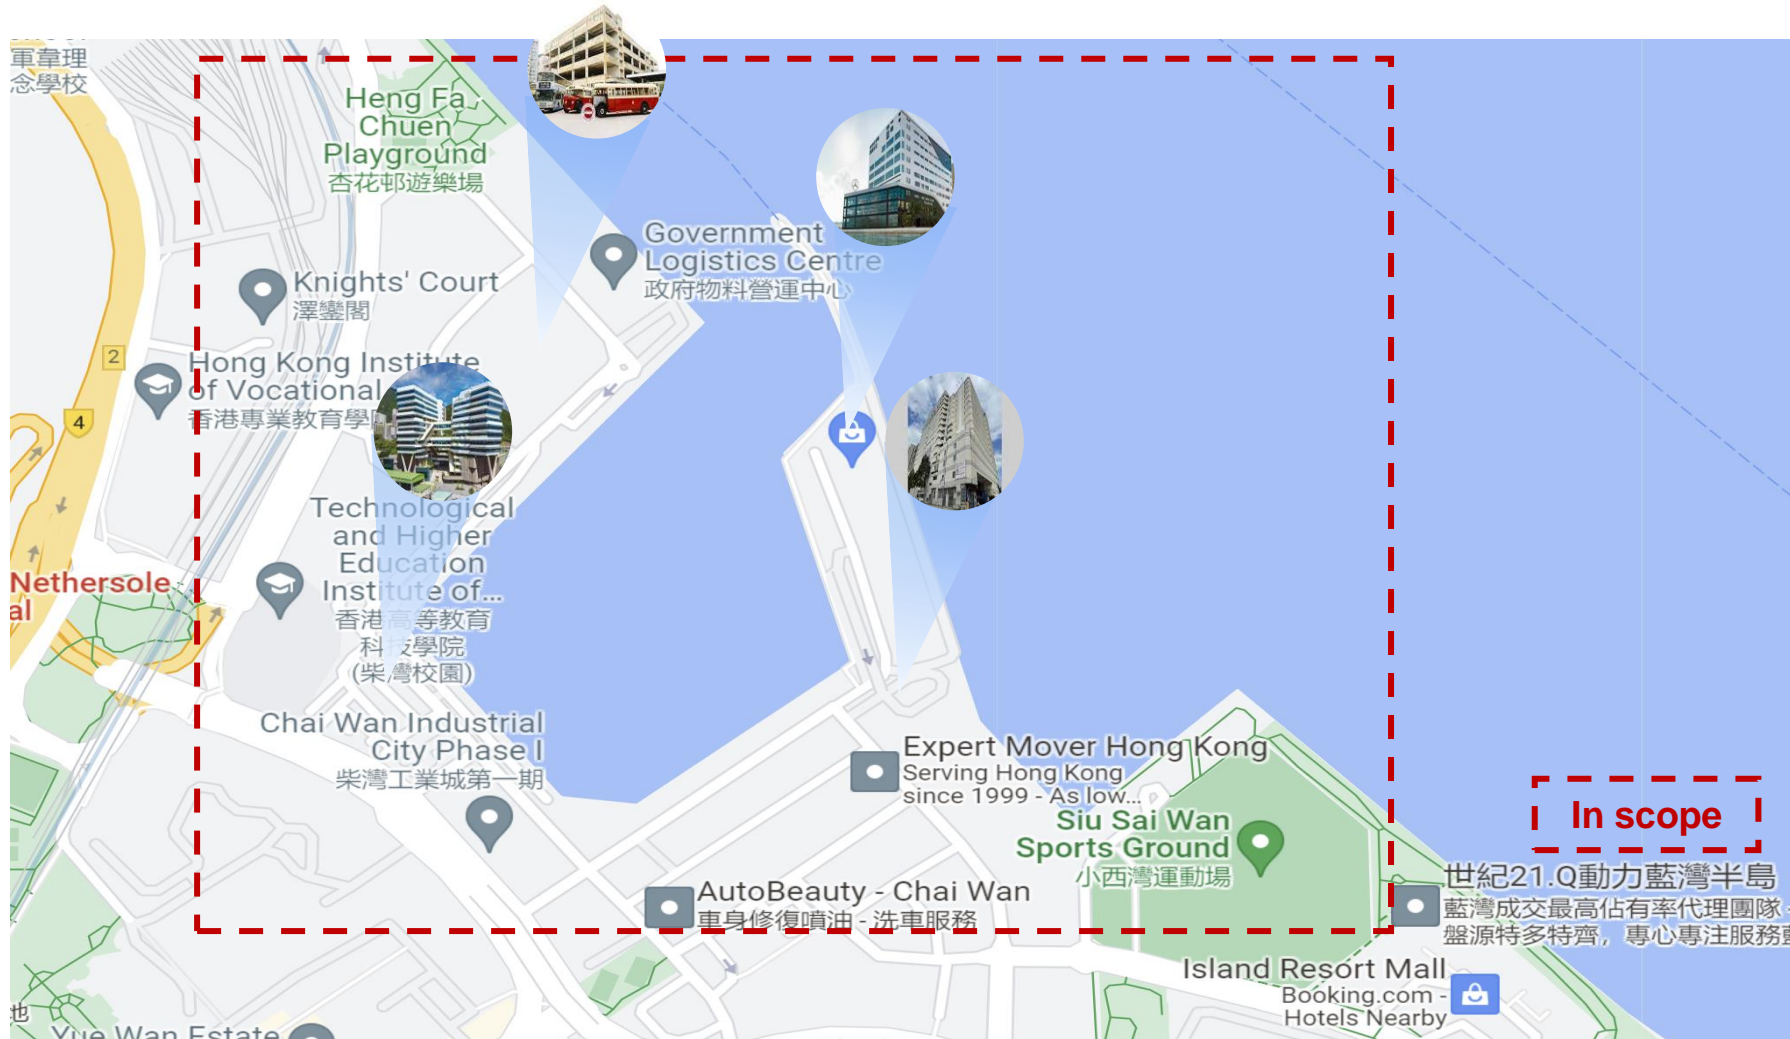 軍韋理
念學校
Heng Fa
Chuen
Playground
杏花邨遊樂場
Government
Logistics Centre
政府物料營運中心
Knights' Court
澤鑾閣
2
Hong Kong Institute
of Vocational
香港專業教育學
4
Technological
and Higher
Education
Institute of...
香港高等教育
科技學院
(柴灣校園)
Nethersole
al
Chai Wan Industrial
City Phase I
柴灣工業城第一期
Expert Mover Hong Kong
Serving Hong Kong
since 1999 - As low...
Siu Sai Wan
Sports Ground
小西灣運動場
In scope
AutoBeauty - Chai Wan
車身修復噴油 - 洗車服務
世紀21.Q動力藍灣半島
藍灣成交最高佔有率代理團隊
盤源特多特齊，專心專注服務
Island Resort Mall
Booking.com -
Hotels Nearby
地
Yue Wan Estate